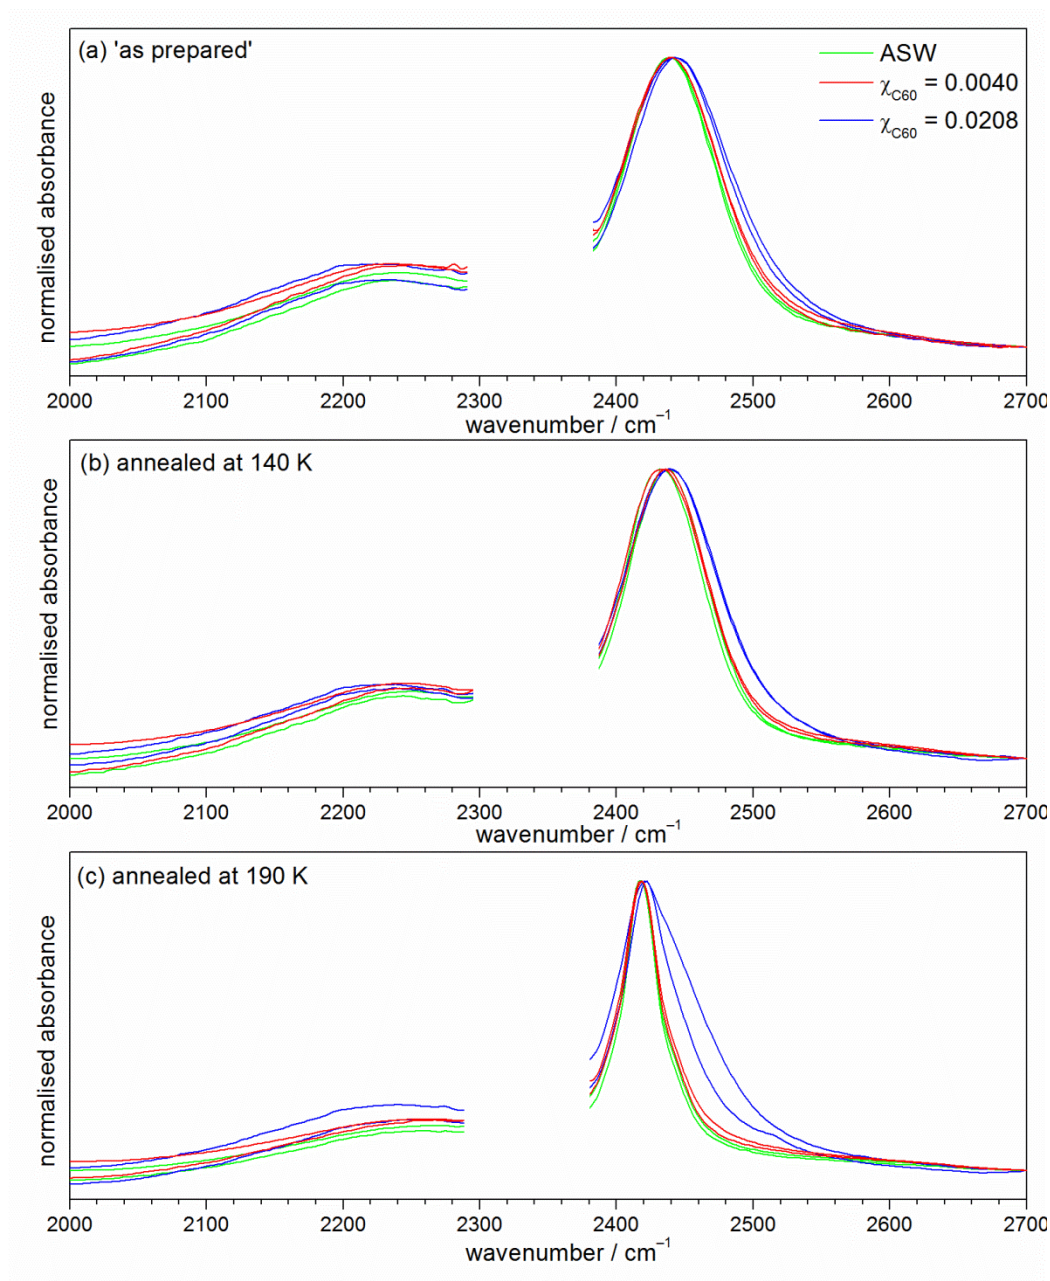 (a) 'as prepared'
ASW
χC60 = 0.0040
χC60 = 0.0208
normalised absorbance
2000 2100 2200 2300 2400 2500 2600 2700
wavenumber / cm⁻¹
(b) annealed at 140 K
normalised absorbance
2000 2100 2200 2300 2400 2500 2600 2700
wavenumber / cm⁻¹
(c) annealed at 190 K
normalised absorbance
2000 2100 2200 2300 2400 2500 2600 2700
wavenumber / cm⁻¹